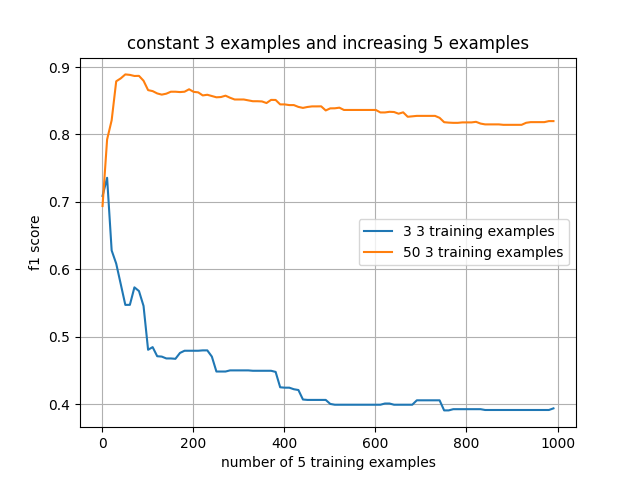 constant 3 examples and increasing 5 examples
0.9
0.8
0.7
0.6
0.5
0.4
f1 score
3 3 training examples
50 3 training examples
0 200 400 600 800 1000
number of 5 training examples